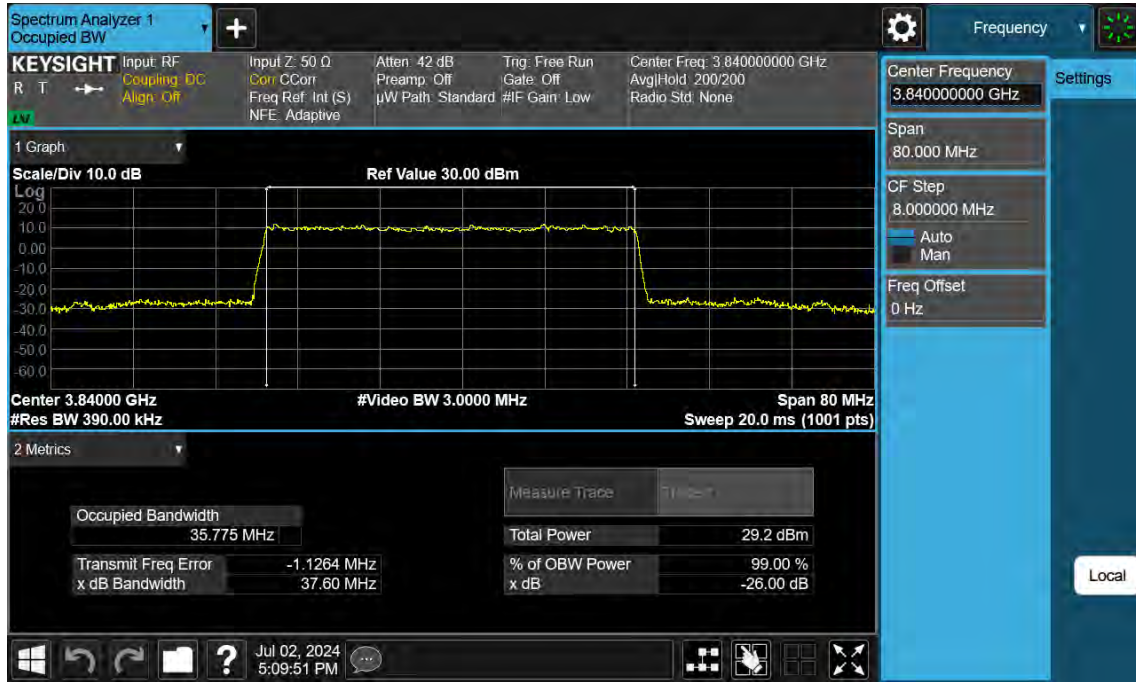 Spectrum Analyzer 1
Occupied BW
+
Frequency
KEYSIGHT
R T
LXI
Input: RF
Coupling: DC
Align: Off
Input Z: 50 Ω
Corr CCorr
Freq Ref: Int (S)
NFE: Adaptive
Atten: 42 dB
Preamp: Off
µW Path: Standard
Trig: Free Run
Gate: Off
#IF Gain: Low
Center Freq: 3.840000000 GHz
Avg|Hold: 200/200
Radio Std: None
Center Frequency
3.840000000 GHz
Settings
Span
80.000 MHz
CF Step
8.000000 MHz
Auto
Man
Freq Offset
0 Hz
Local
1 Graph
Scale/Div 10.0 dB
Ref Value 30.00 dBm
Log
20.0
10.0
0.00
-10.0
-20.0
-30.0
-40.0
-50.0
-60.0
Center 3.84000 GHz
#Video BW 3.0000 MHz
Span 80 MHz
#Res BW 390.00 kHz
Sweep 20.0 ms (1001 pts)
2 Metrics
Measure Trace
Trace 1
Occupied Bandwidth
35.775 MHz
Total Power 29.2 dBm
Transmit Freq Error -1.1264 MHz
% of OBW Power 99.00 %
x dB Bandwidth 37.60 MHz
x dB -26.00 dB
?
Jul 02, 2024
5:09:51 PM